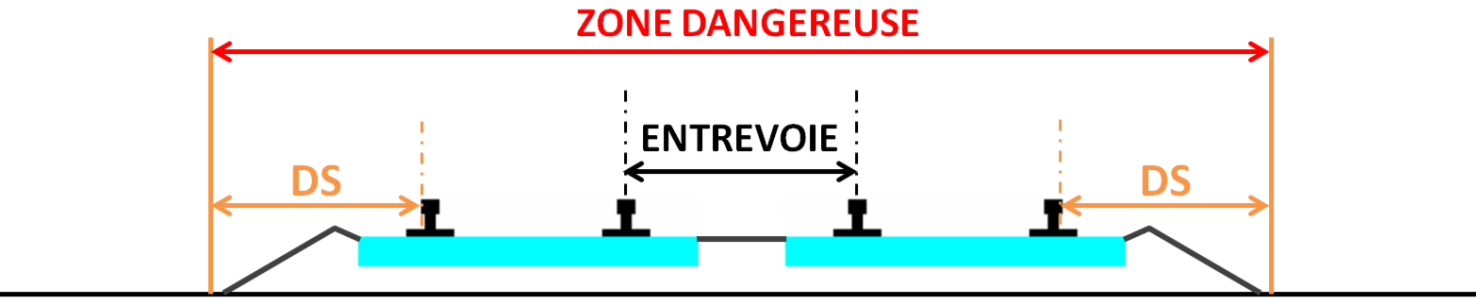 ZONE DANGEREUSE
ENTREVOIE
DS
DS